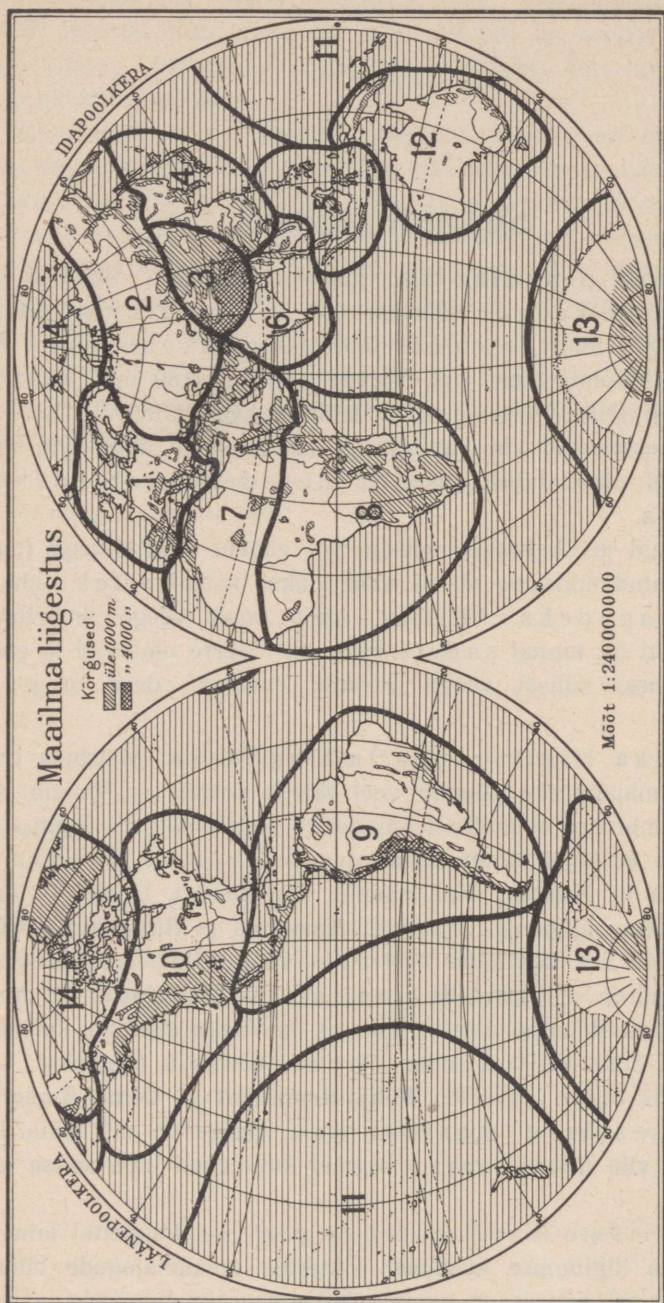 Maailma liigestus
Kõrgused:
üle 1000 m.
„ 4000 „
LÄÄNEPOOLKERA
IDAPOOLKERA
14
10
9
11
13
14
1
2
3
4
5
6
7
8
11
12
13
Mõõt 1:240000000